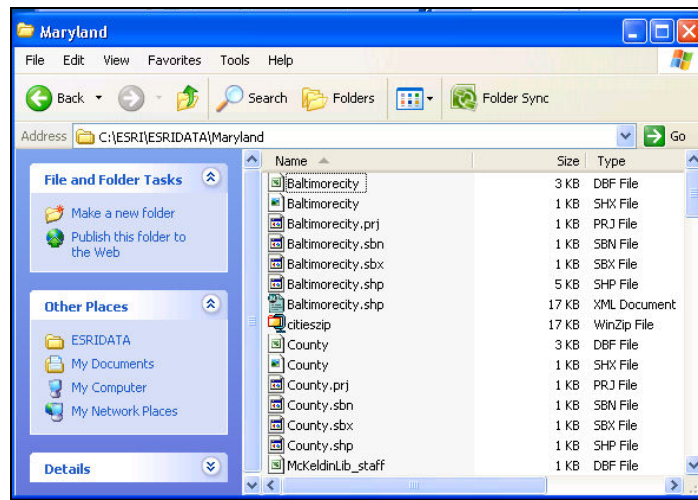 Maryland
File Edit View Favorites Tools Help
Back Search Folders Folder Sync
Address C:\ESRI\ESRIDATA\Maryland Go
File and Folder Tasks
Make a new folder
Publish this folder to
the Web
Other Places
ESRIDATA
My Documents
My Computer
My Network Places
Details
Name Size Type
Baltimorecity 3 KB DBF File
Baltimorecity 1 KB SHX File
Baltimorecity.prj 1 KB PRJ File
Baltimorecity.sbn 1 KB SBN File
Baltimorecity.sbx 1 KB SBX File
Baltimorecity.shp 5 KB SHP File
Baltimorecity.shp 17 KB XML Document
citieszip 17 KB WinZip File
County 3 KB DBF File
County 1 KB SHX File
County.prj 1 KB PRJ File
County.sbn 1 KB SBN File
County.sbx 1 KB SBX File
County.shp 1 KB SHP File
McKeldinLib_staff 1 KB DBF File